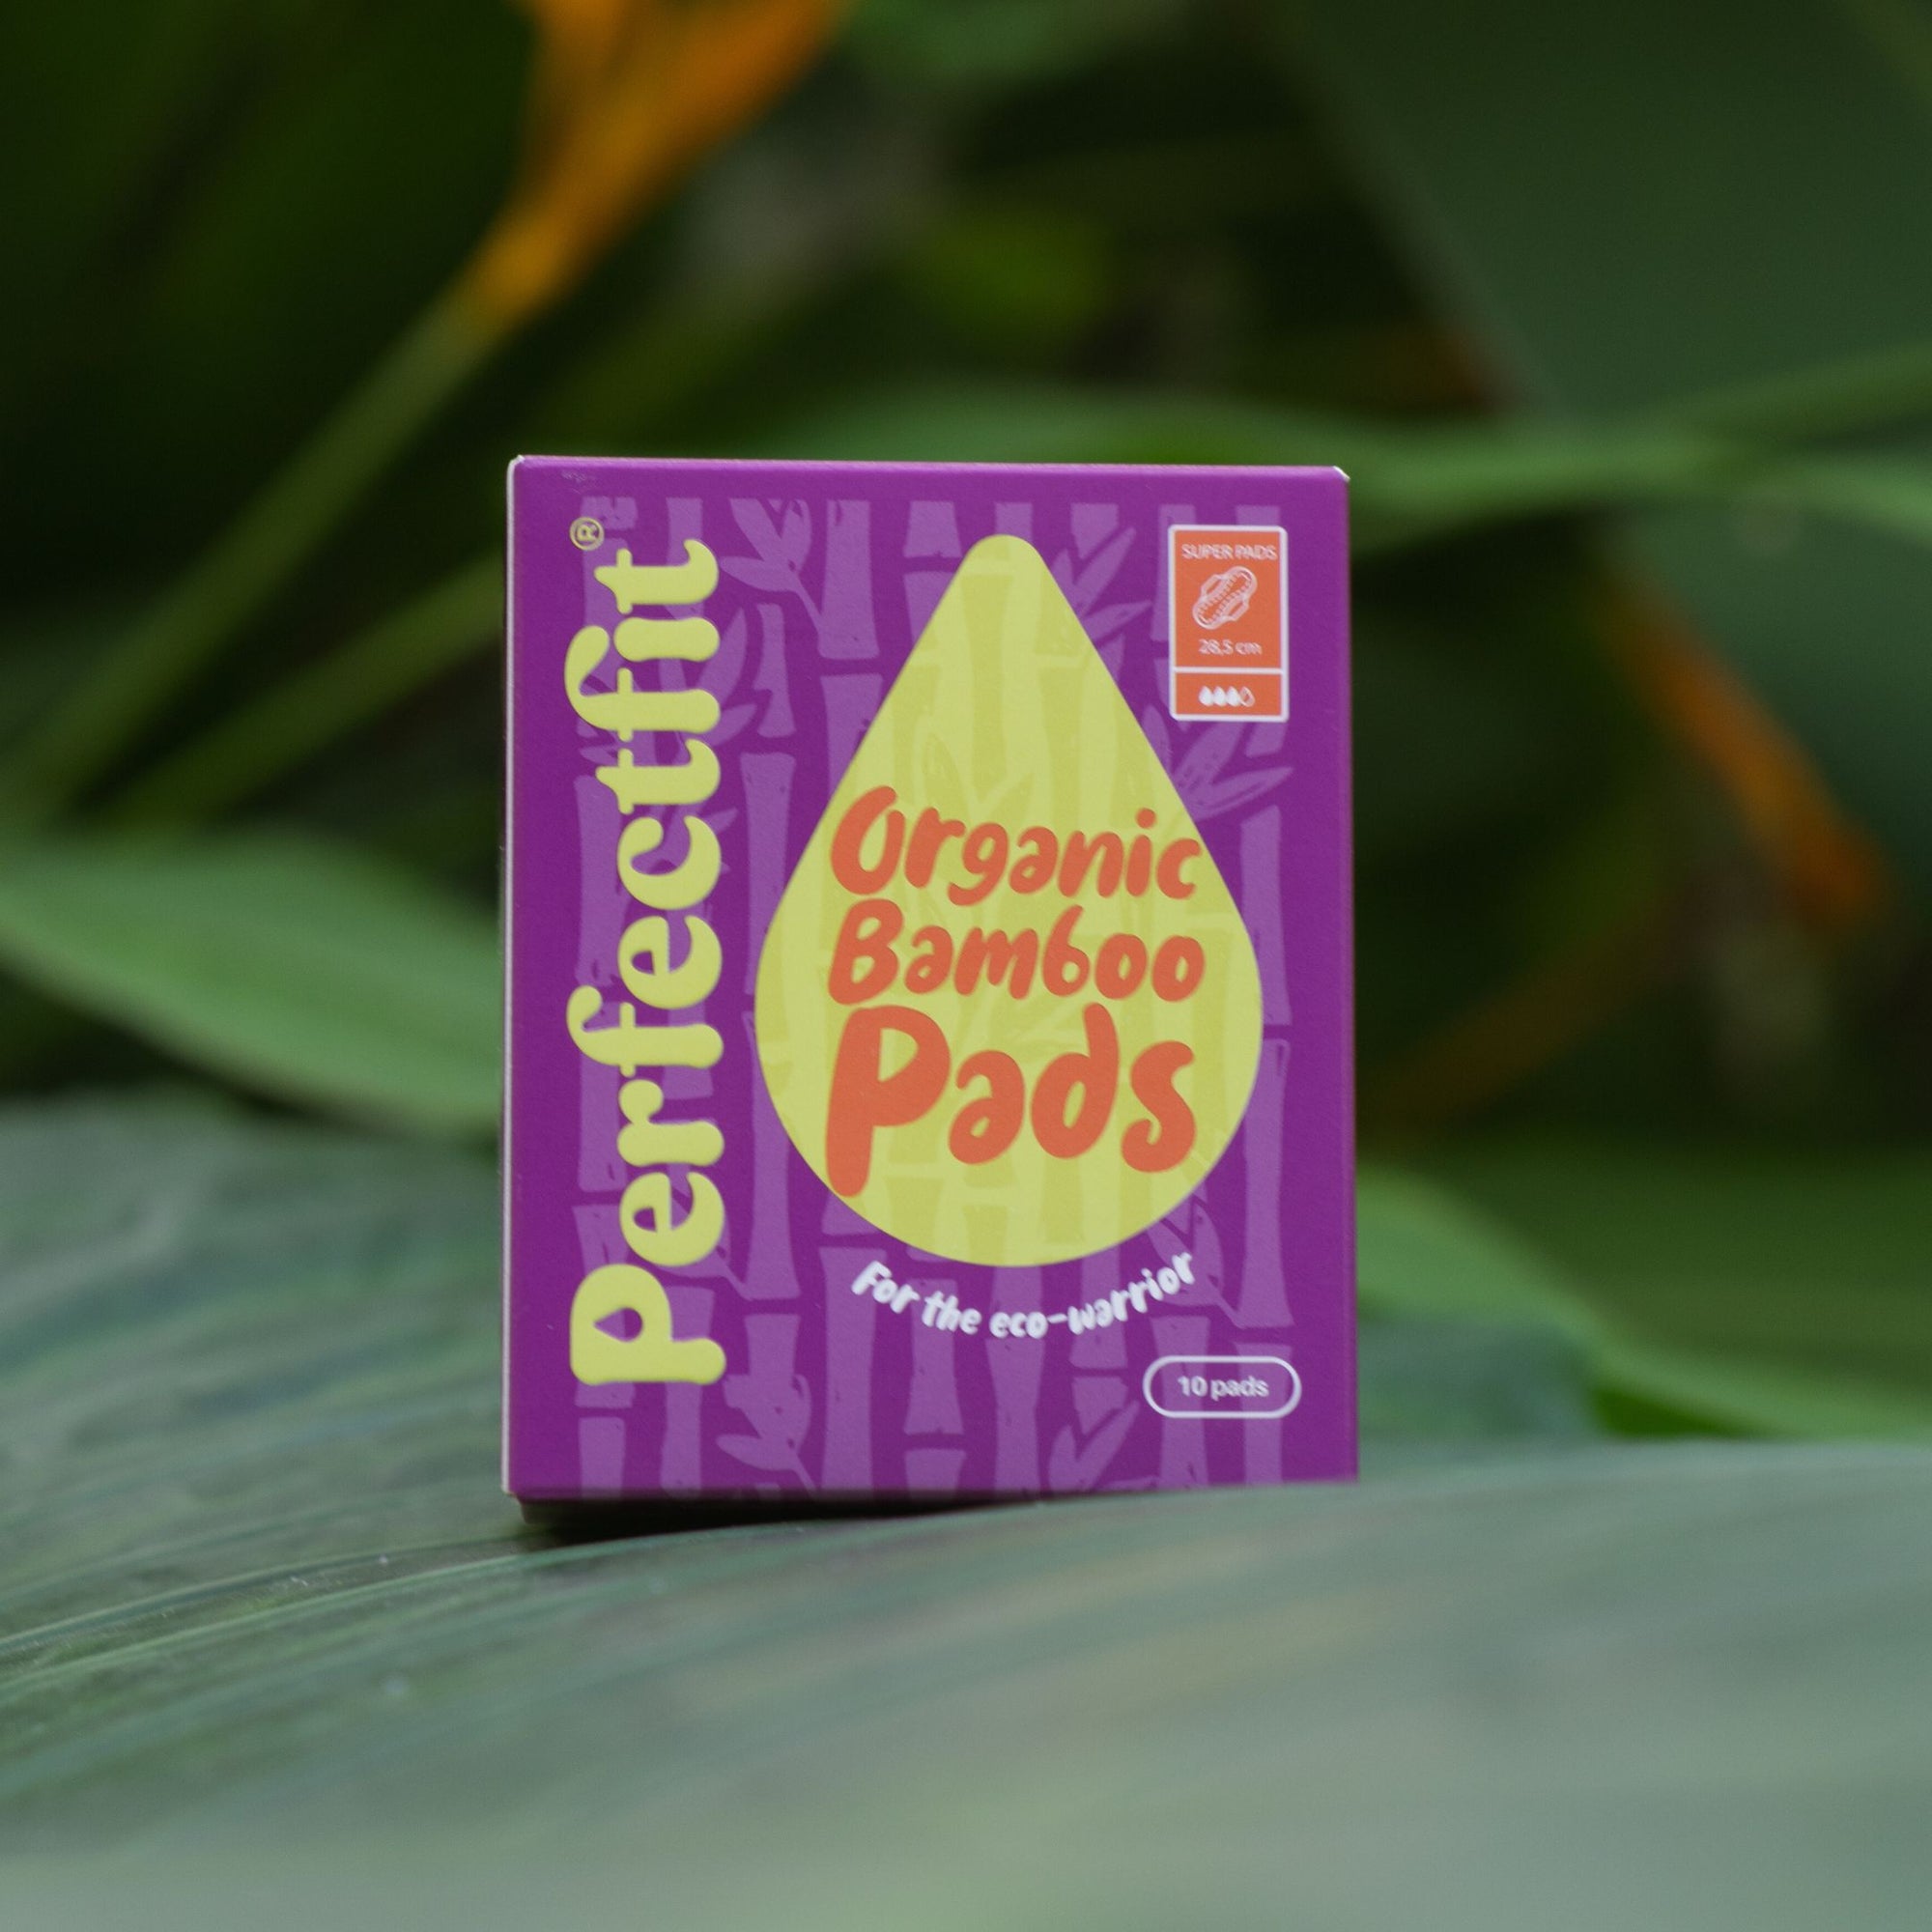 Perfectfit®
SUPER PADS
28,5 cm
Organic
Bamboo
Pads
For the eco-warrior
10 pads